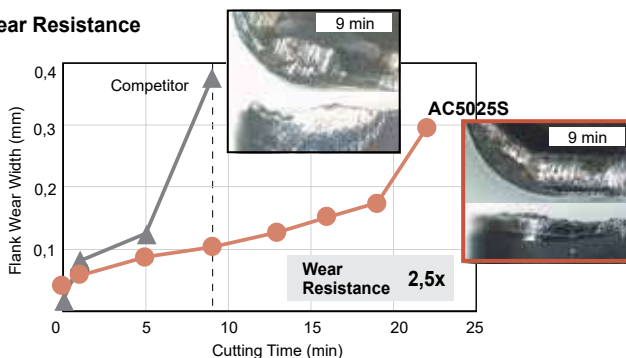 ear Resistance
9 min
0,4
Competitor
0,3
AC5025S
9 min
0,2
0,1
Flank Wear Width (mm)
Wear
Resistance
2,5x
0
5
10
15
20
25
Cutting Time (min)